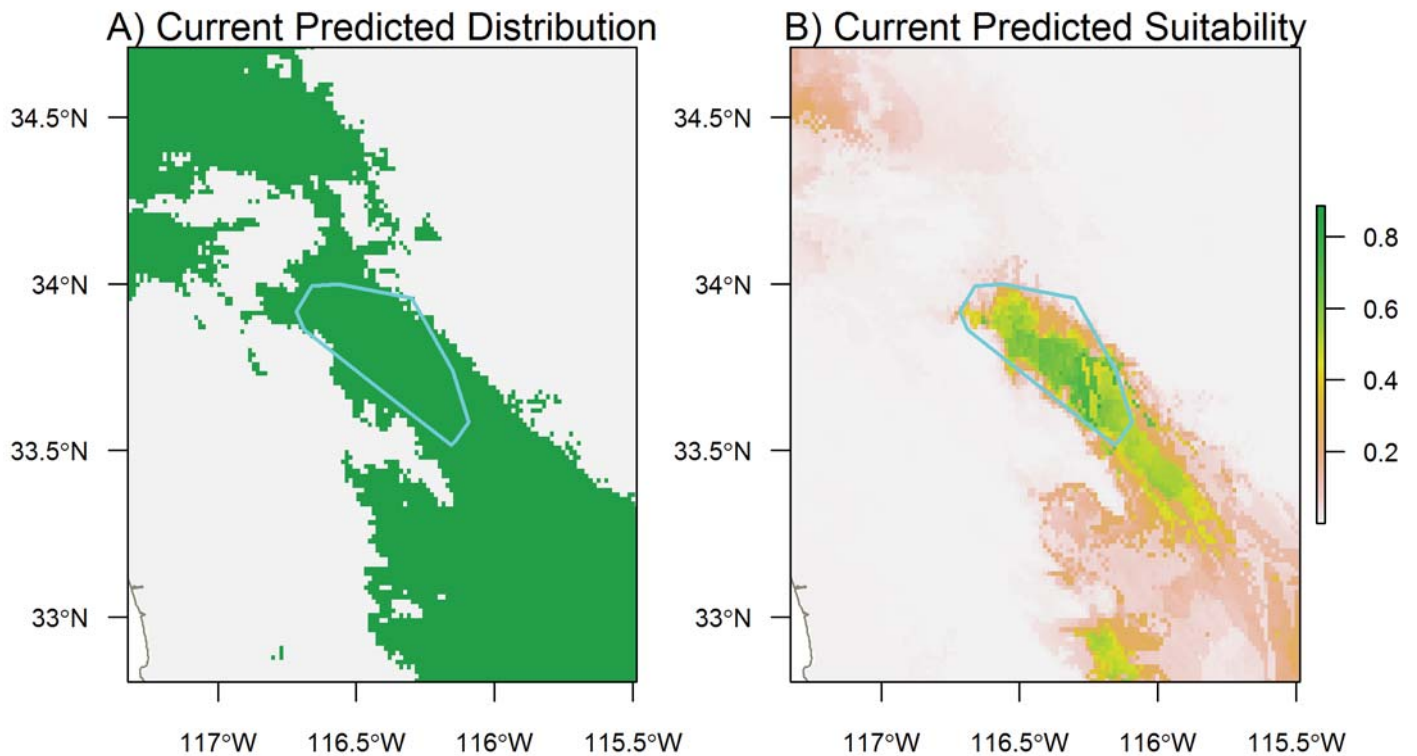 A) Current Predicted Distribution
B) Current Predicted Suitability
34.5°N
34°N
33.5°N
33°N
117°W
116.5°W
116°W
115.5°W
34.5°N
34°N
33.5°N
33°N
117°W
116.5°W
116°W
115.5°W
0.8
0.6
0.4
0.2